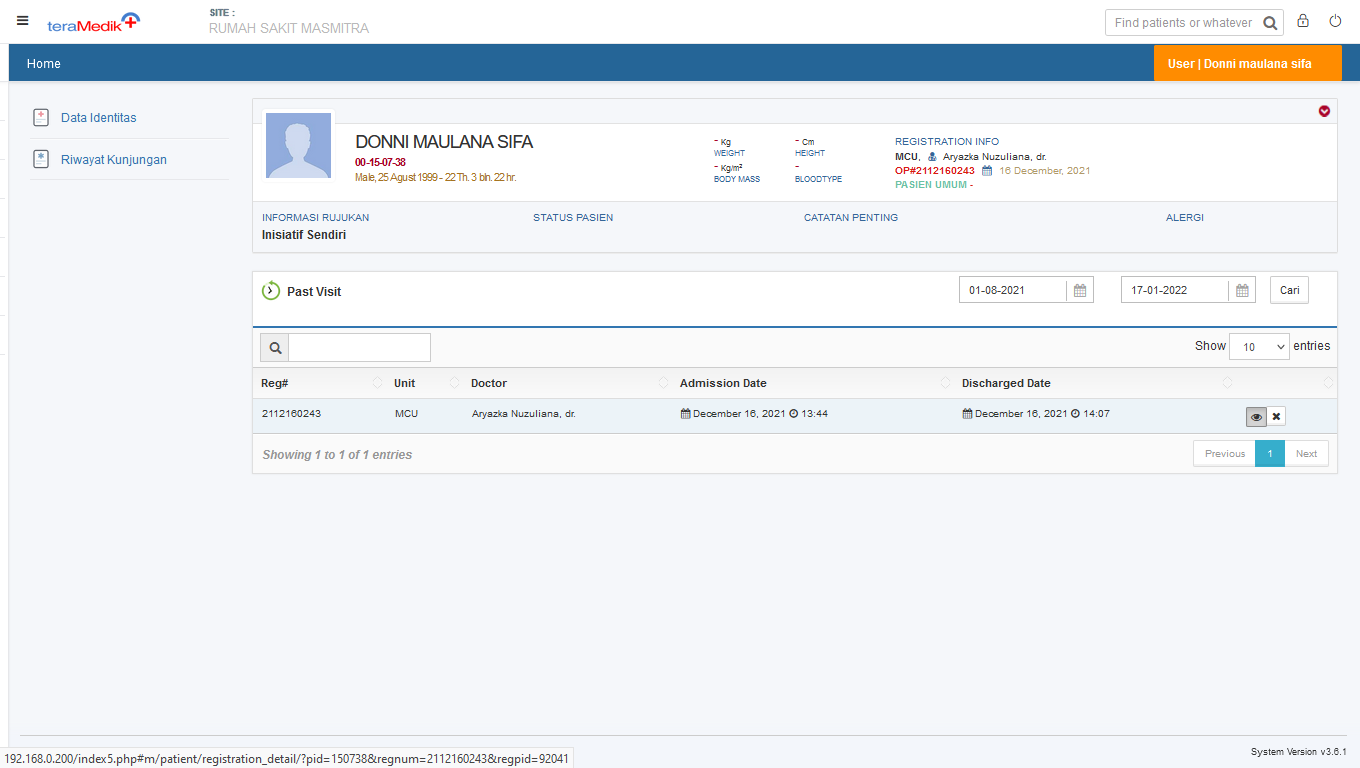 teraMedik
SITE :
RUMAH SAKIT MASMITRA
Find patients or whatever
Home
User | Donni maulana sifa
Data Identitas
Riwayat Kunjungan
DONNI MAULANA SIFA
00-15-07-38
Male, 25 Agust 1999 - 22 Th. 3 bln. 22 hr.
- Kg
WEIGHT
- Cm
HEIGHT
- Kg/m²
BODY MASS
-
BLOODTYPE
REGISTRATION INFO
MCU, Aryazka Nuzuliana, dr.
OP#2112160243 16 December, 2021
PASIEN UMUM -
INFORMASI RUJUKAN
Inisiatif Sendiri
STATUS PASIEN
CATATAN PENTING
ALERGI
Past Visit
01-08-2021
17-01-2022
Cari
Show 10 entries
Reg# Unit Doctor Admission Date Discharged Date
2112160243 MCU Aryazka Nuzuliana, dr. December 16, 2021 13:44 December 16, 2021 14:07
Showing 1 to 1 of 1 entries
Previous 1 Next
System Version v3.6.1
192.168.0.200/index5.php#m/patient/registration_detail/?pid=150738&regnum=2112160243&regpid=92041